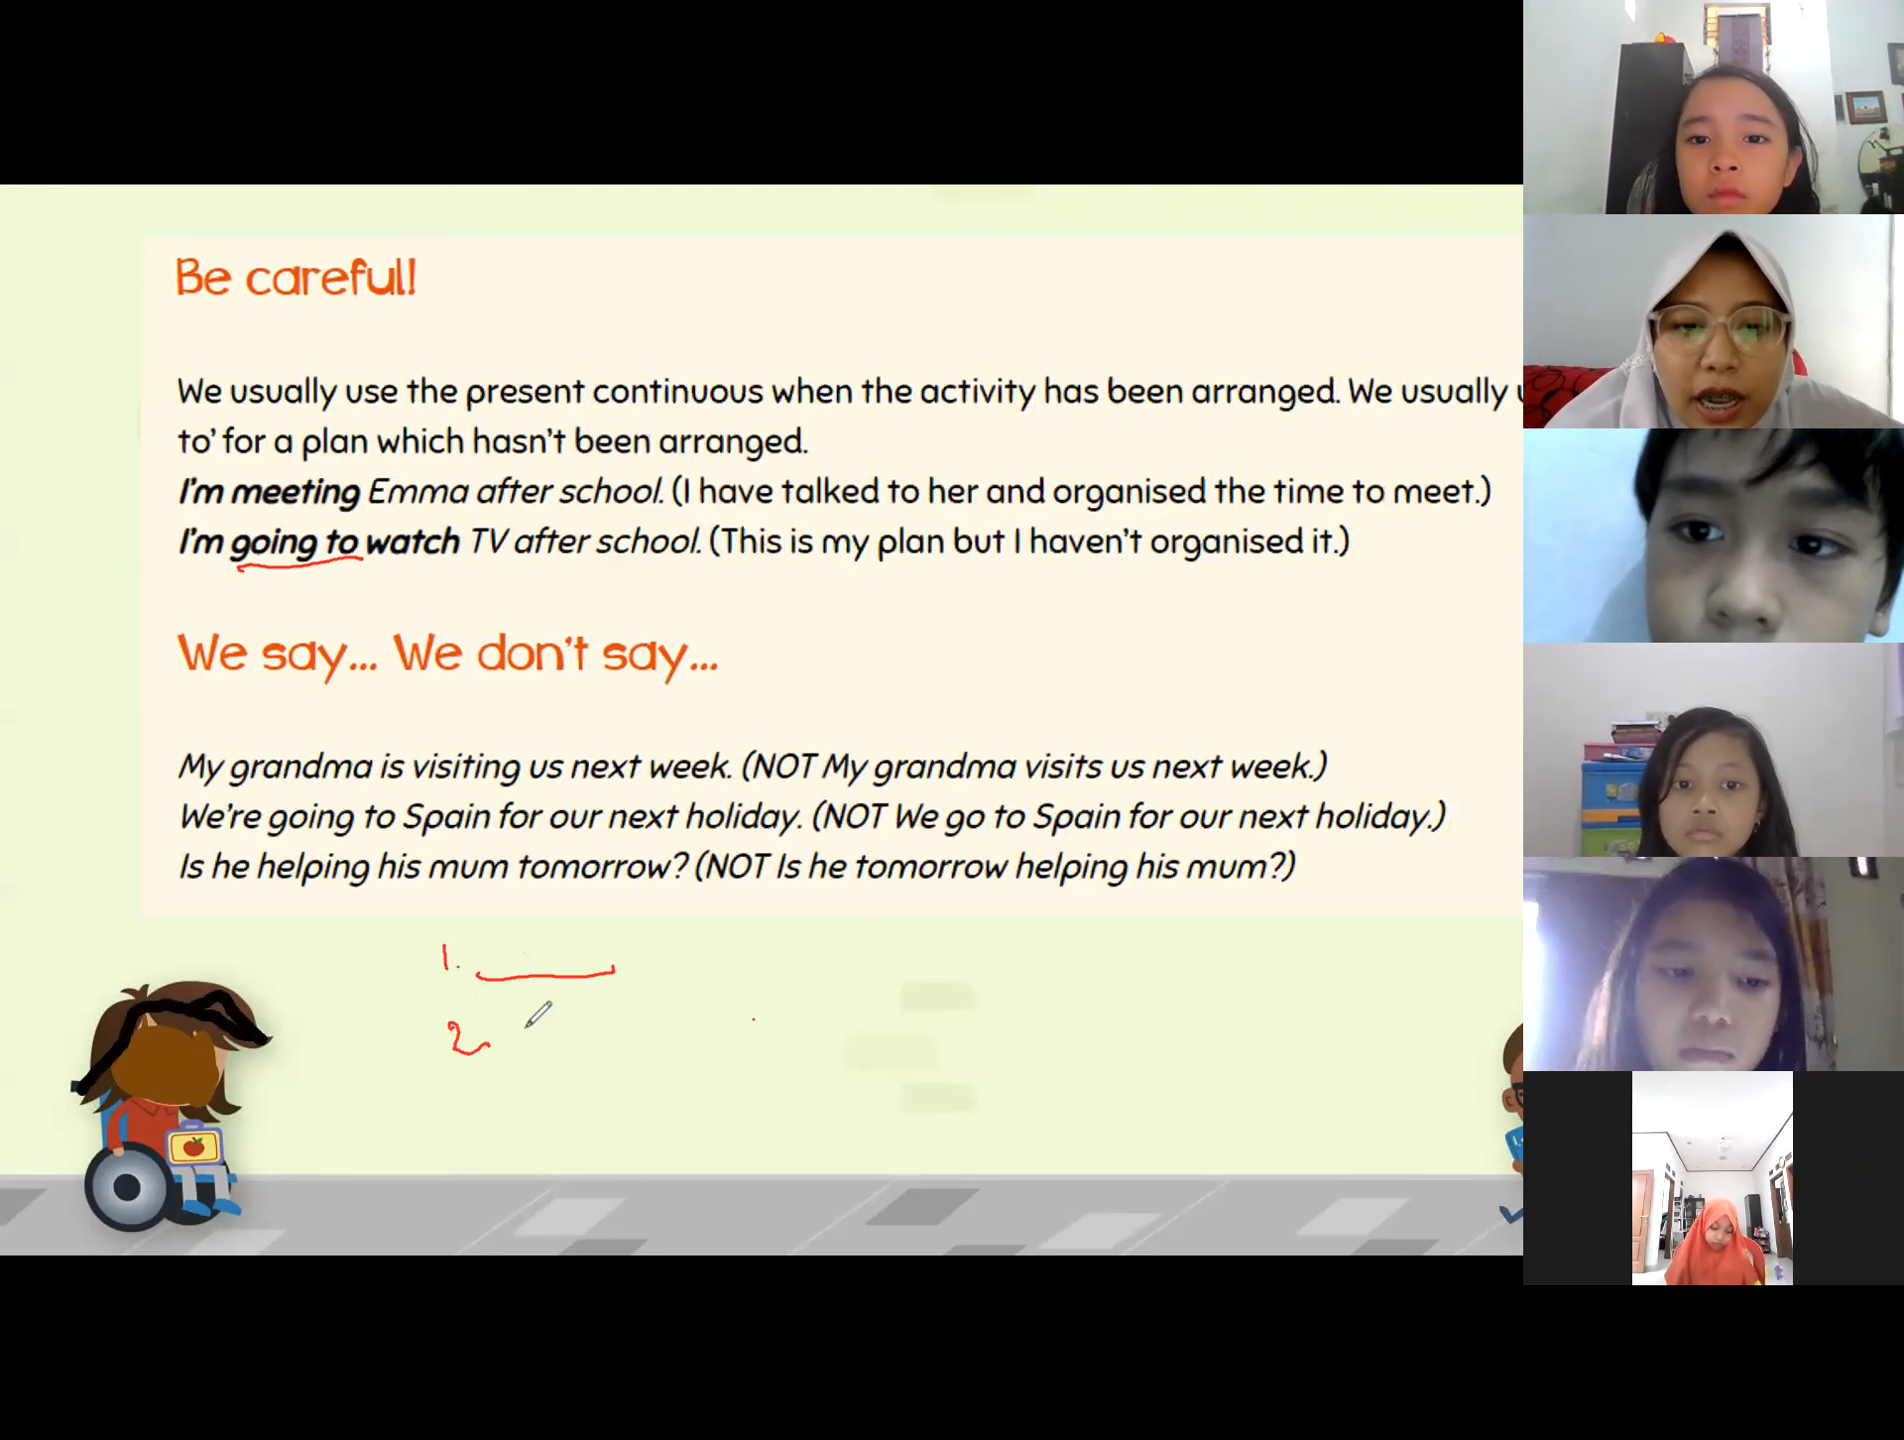 Be careful!
We usually use the present continuous when the activity has been arranged. We usually
to' for a plan which hasn't been arranged.
I'm meeting Emma after school. (I have talked to her and organised the time to meet.)
I'm going to watch TV after school. (This is my plan but I haven't organised it.)
We say... We don't say...
My grandma is visiting us next week. (NOT My grandma visits us next week.)
We're going to Spain for our next holiday. (NOT We go to Spain for our next holiday.)
Is he helping his mum tomorrow? (NOT Is he tomorrow helping his mum?)
1.
2